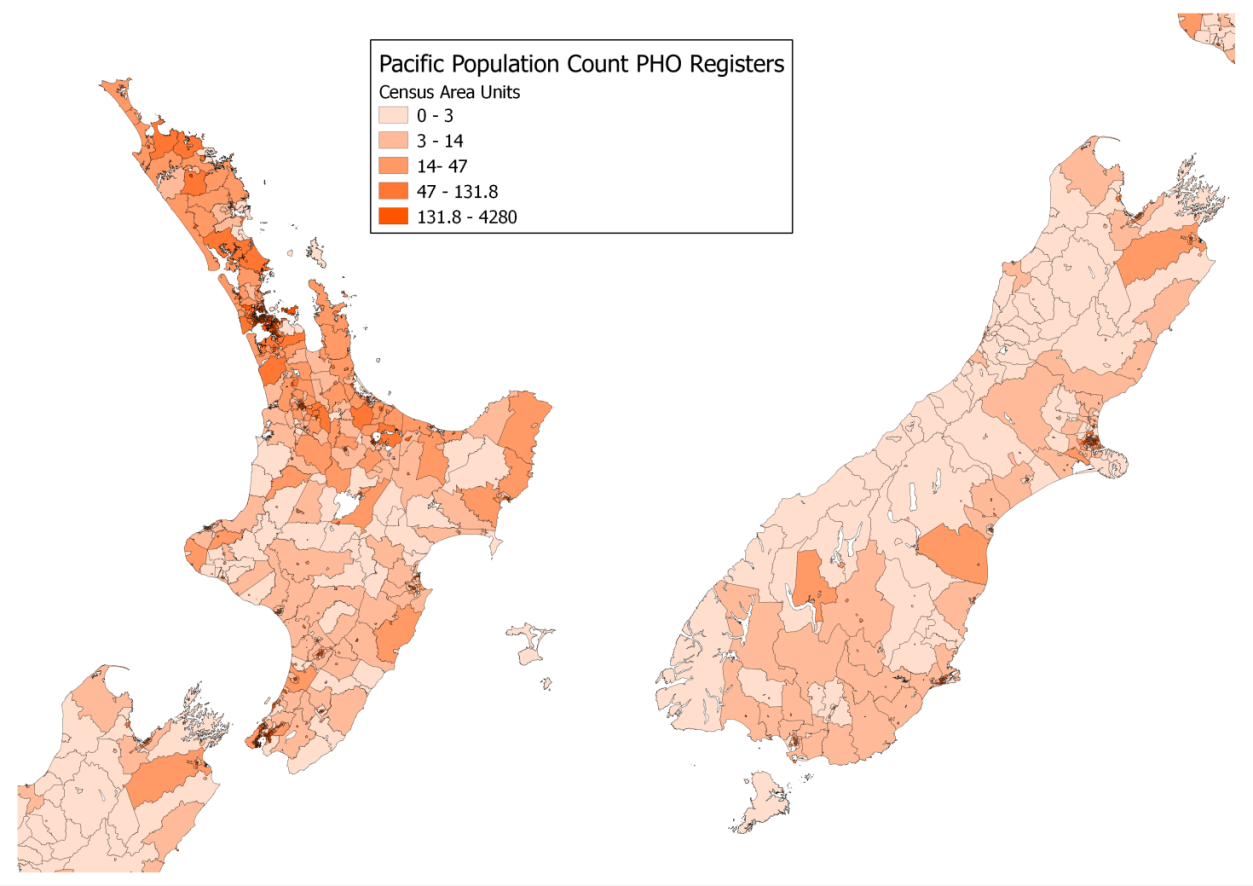 Pacific Population Count PHO Registers
Census Area Units
0 - 3
3 - 14
14- 47
47 - 131.8
131.8 - 4280